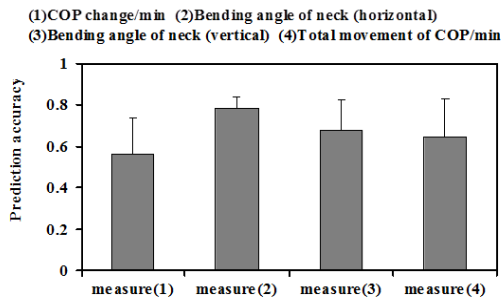 (1)COP change/min (2)Bending angle of neck (horizontal)
(3)Bending angle of neck (vertical) (4)Total movement of COP/min
1
0.8
0.6
0.4
0.2
0
Prediction accuracy
measure(1) measure(2) measure(3) measure(4)